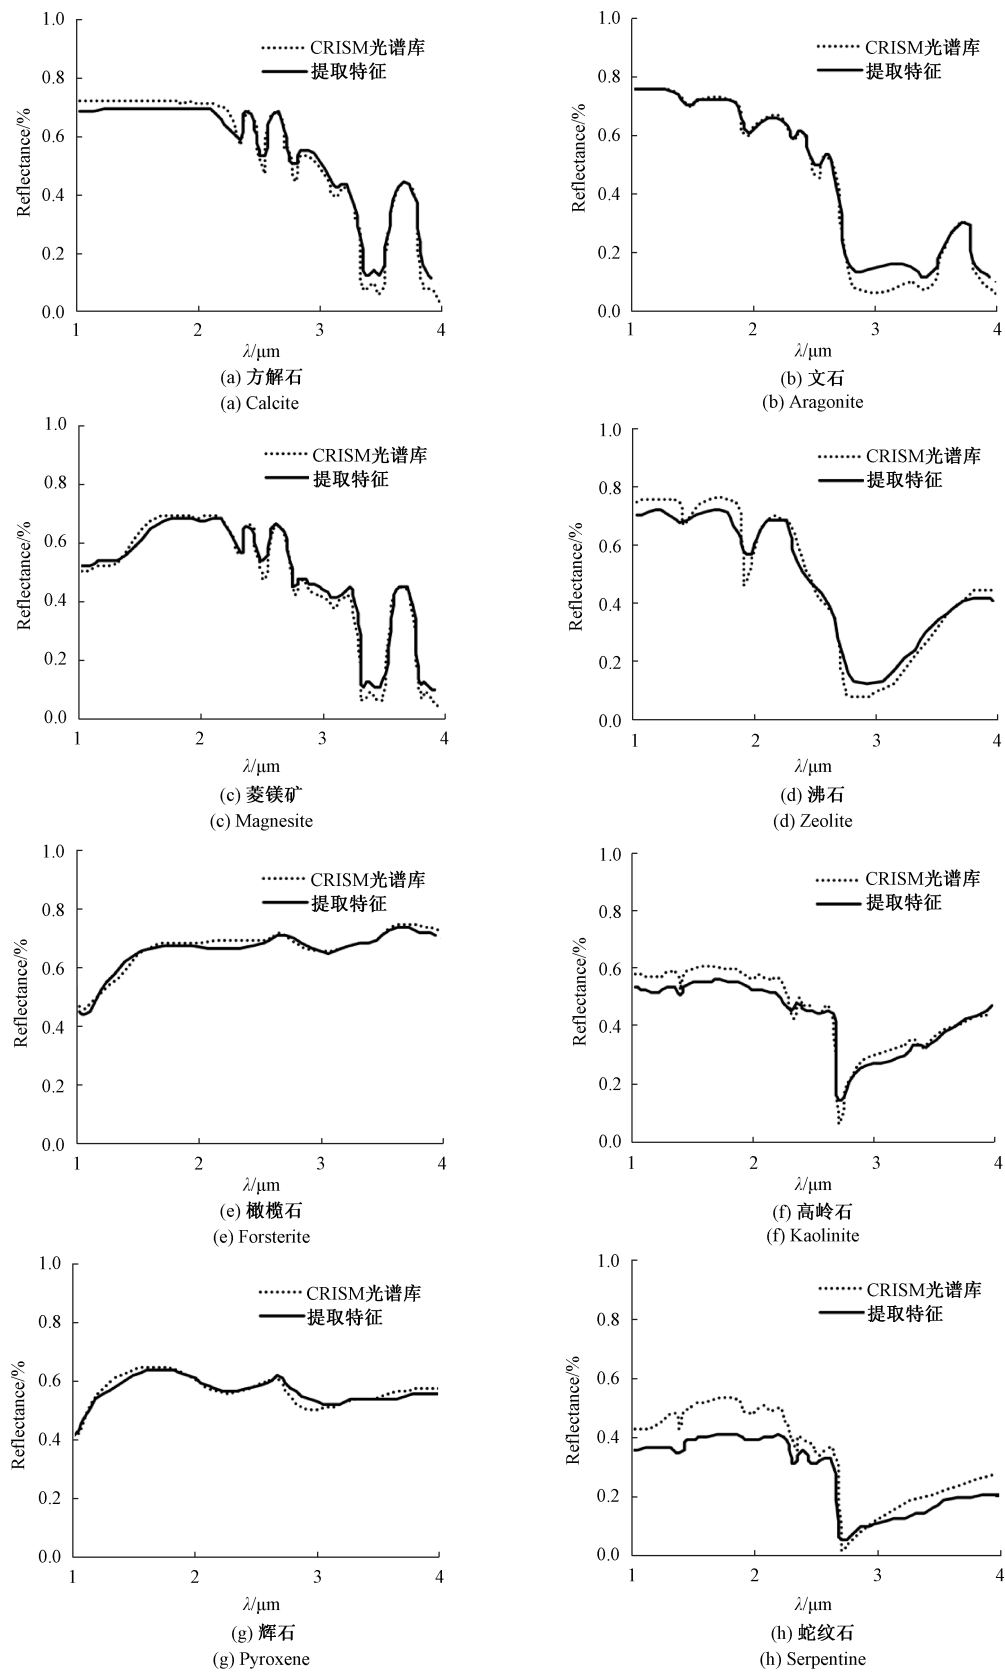 1.0
0.8
0.6
0.4
0.2
0.0
Reflectance/%
CRISM光谱库
提取特征
1 2 3 4
λ/μm
(a) 方解石
(a) Calcite
1.0
0.8
0.6
0.4
0.2
0.0
Reflectance/%
CRISM光谱库
提取特征
1 2 3 4
λ/μm
(b) 文石
(b) Aragonite
1.0
0.8
0.6
0.4
0.2
0.0
Reflectance/%
CRISM光谱库
提取特征
1 2 3 4
λ/μm
(c) 菱镁矿
(c) Magnesite
1.0
0.8
0.6
0.4
0.2
0.0
Reflectance/%
CRISM光谱库
提取特征
1 2 3 4
λ/μm
(d) 沸石
(d) Zeolite
1.0
0.8
0.6
0.4
0.2
0.0
Reflectance/%
CRISM光谱库
提取特征
1 2 3 4
λ/μm
(e) 橄榄石
(e) Forsterite
1.0
0.8
0.6
0.4
0.2
0.0
Reflectance/%
CRISM光谱库
提取特征
1 2 3 4
λ/μm
(f) 高岭石
(f) Kaolinite
1.0
0.8
0.6
0.4
0.2
0.0
Reflectance/%
CRISM光谱库
提取特征
1 2 3 4
λ/μm
(g) 辉石
(g) Pyroxene
1.0
0.8
0.6
0.4
0.2
0.0
Reflectance/%
CRISM光谱库
提取特征
1 2 3 4
λ/μm
(h) 蛇纹石
(h) Serpentine